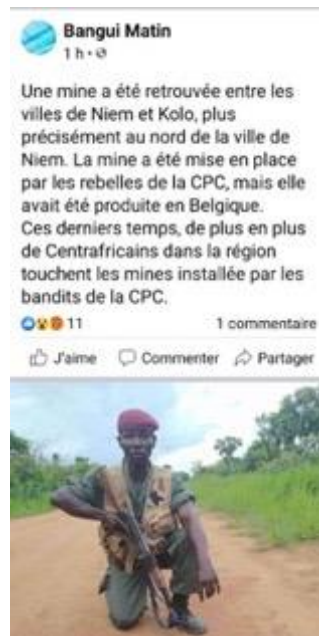 Bangui Matin
1 h
Une mine a été retrouvée entre les
villes de Niem et Kolo, plus
précisément au nord de la ville de
Niem. La mine a été mise en place
par les rebelles de la CPC, mais elle
avait été produite en Belgique.
Ces derniers temps, de plus en plus
de Centrafricains dans la région
touchent les mines installée par les
bandits de la CPC.
11 1 commentaire
J'aime Commenter Partager